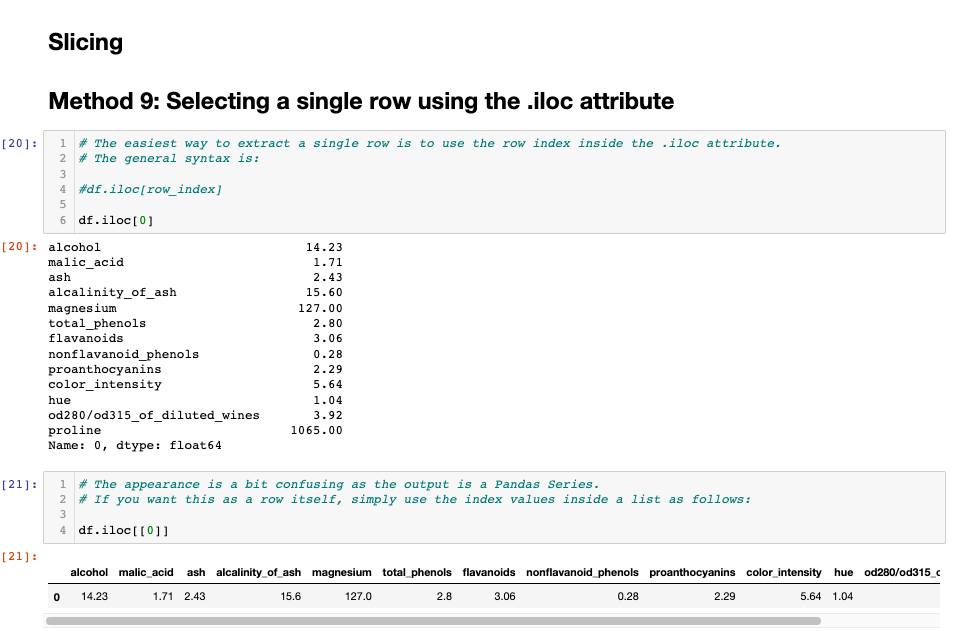 Slicing
Method 9: Selecting a single row using the .iloc attribute
[20]: 1 # The easiest way to extract a single row is to use the row index inside the .iloc attribute.
2 # The general syntax is:
3
4 #df.iloc[row_index]
5
6 df.iloc[0]
[20]: alcohol 14.23
malic_acid 1.71
ash 2.43
alcalinity_of_ash 15.60
magnesium 127.00
total_phenols 2.80
flavanoids 3.06
nonflavanoid_phenols 0.28
proanthocyanins 2.29
color_intensity 5.64
hue 1.04
od280/od315_of_diluted_wines 3.92
proline 1065.00
Name: 0, dtype: float64
[21]: 1 # The appearance is a bit confusing as the output is a Pandas Series.
2 # If you want this as a row itself, simply use the index values inside a list as follows:
3
4 df.iloc[[0]]
[21]:
alcohol malic_acid ash alcalinity_of_ash magnesium total_phenols flavanoids nonflavanoid_phenols proanthocyanins color_intensity hue od280/od315_
0 14.23 1.71 2.43 15.6 127.0 2.8 3.06 0.28 2.29 5.64 1.04